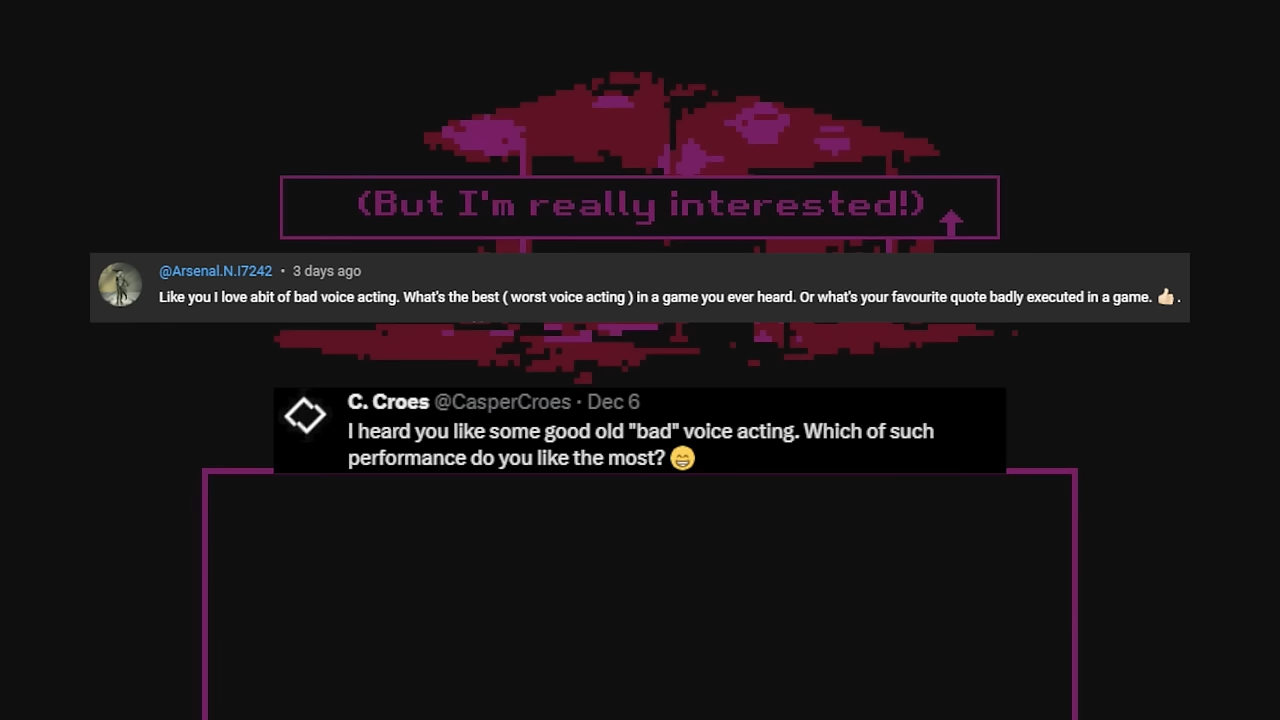 (But I'm really interested!)
@Arsenal.N.I7242 • 3 days ago
Like you I love abit of bad voice acting. What's the best ( worst voice acting ) in a game you ever heard. Or what's your favourite quote badly executed in a game. 👍🏻 .
C. Croes @CasperCroes · Dec 6
I heard you like some good old "bad" voice acting. Which of such
performance do you like the most? 😁